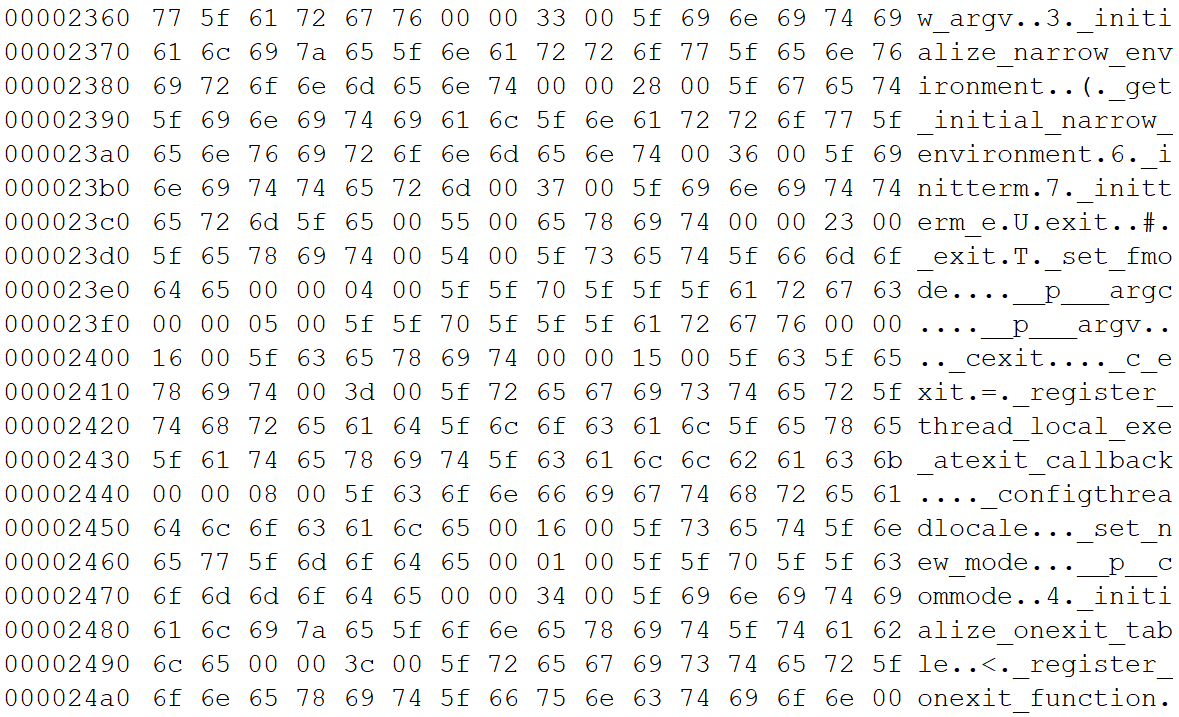 00002360 77 5f 61 72 67 76 00 00 33 00 5f 69 6e 69 74 69 w_argv..3._initi
00002370 61 6c 69 7a 65 5f 6e 61 72 72 6f 77 5f 65 6e 76 alize_narrow_env
00002380 69 72 6f 6e 6d 65 6e 74 00 00 28 00 5f 67 65 74 ironment..(._get
00002390 5f 69 6e 69 74 69 61 6c 5f 6e 61 72 72 6f 77 5f _initial_narrow_
000023a0 65 6e 76 69 72 6f 6e 6d 65 6e 74 00 36 00 5f 69 environment.6._i
000023b0 6e 69 74 74 65 72 6d 00 37 00 5f 69 6e 69 74 74 nitterm.7._initt
000023c0 65 72 6d 5f 65 00 55 00 65 78 69 74 00 00 23 00 erm_e.U.exit..#.
000023d0 5f 65 78 69 74 00 54 00 5f 73 65 74 5f 66 6d 6f _exit.T._set_fmo
000023e0 64 65 00 00 04 00 5f 5f 70 5f 5f 5f 61 72 67 63 de....__p___argc
000023f0 00 00 05 00 5f 5f 70 5f 5f 5f 61 72 67 76 00 00 ....__p___argv..
00002400 16 00 5f 63 65 78 69 74 00 00 15 00 5f 63 5f 65 .._cexit...._c_e
00002410 78 69 74 00 3d 00 5f 72 65 67 69 73 74 65 72 5f xit.=._register_
00002420 74 68 72 65 61 64 5f 6c 6f 63 61 6c 5f 65 78 65 thread_local_exe
00002430 5f 61 74 65 78 69 74 5f 63 61 6c 6c 62 61 63 6b _atexit_callback
00002440 00 00 08 00 5f 63 6f 6e 66 69 67 74 68 72 65 61 ...._configthrea
00002450 64 6c 6f 63 61 6c 65 00 16 00 5f 73 65 74 5f 6e dlocale..._set_n
00002460 65 77 5f 6d 6f 64 65 00 01 00 5f 5f 70 5f 5f 63 ew_mode...__p__c
00002470 6f 6d 6d 6f 64 65 00 00 34 00 5f 69 6e 69 74 69 ommode..4._initi
00002480 61 6c 69 7a 65 5f 6f 6e 65 78 69 74 5f 74 61 62 alize_onexit_tab
00002490 6c 65 00 00 3c 00 5f 72 65 67 69 73 74 65 72 5f le..<._register_
000024a0 6f 6e 65 78 69 74 5f 66 75 6e 63 74 69 6f 6e 00 onexit_function.